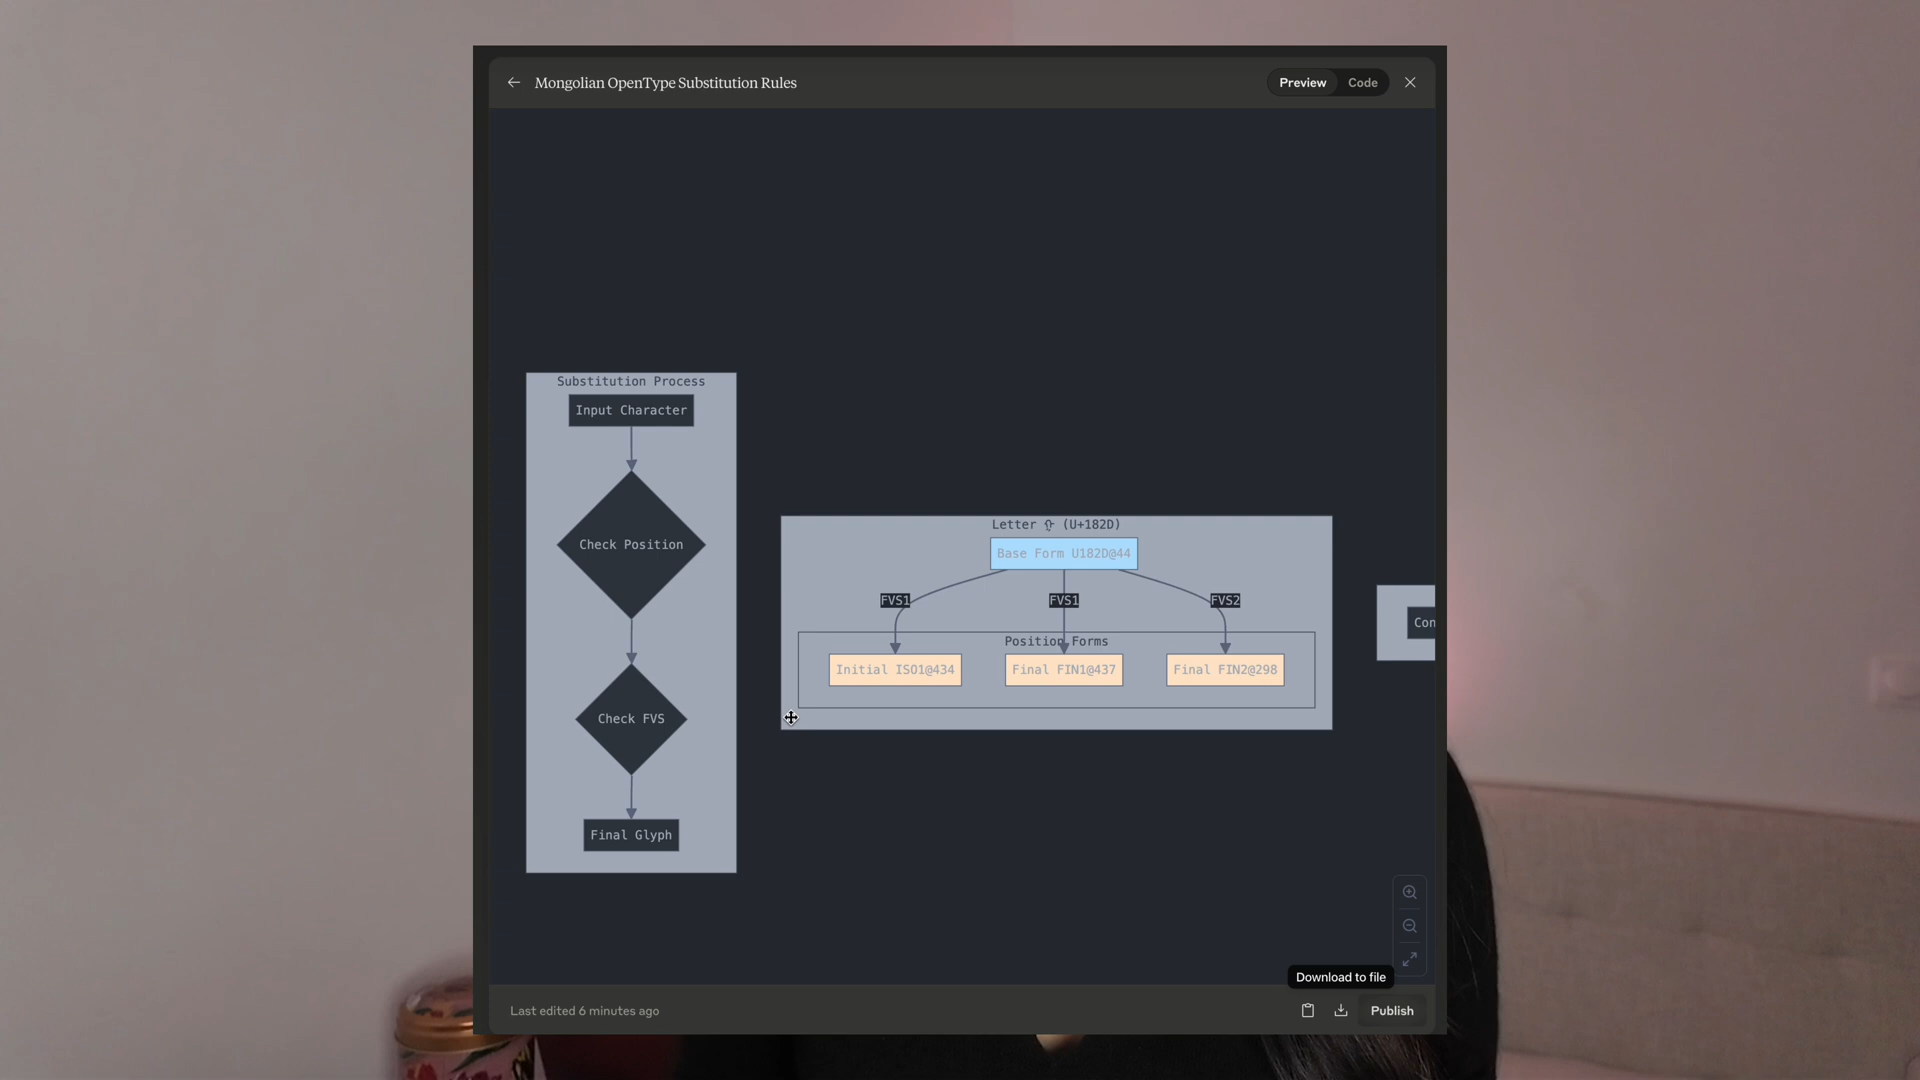 Mongolian OpenType Substitution Rules
Preview
Code
Substitution Process
Input Character
Check Position
Check FVS
Final Glyph
Letter (U+182D)
Base Form U182D@44
FVS1
FVS1
FVS2
Position Forms
Initial ISO1@434
Final FIN1@437
Final FIN2@298
Con
Download to file
Last edited 6 minutes ago
Publish